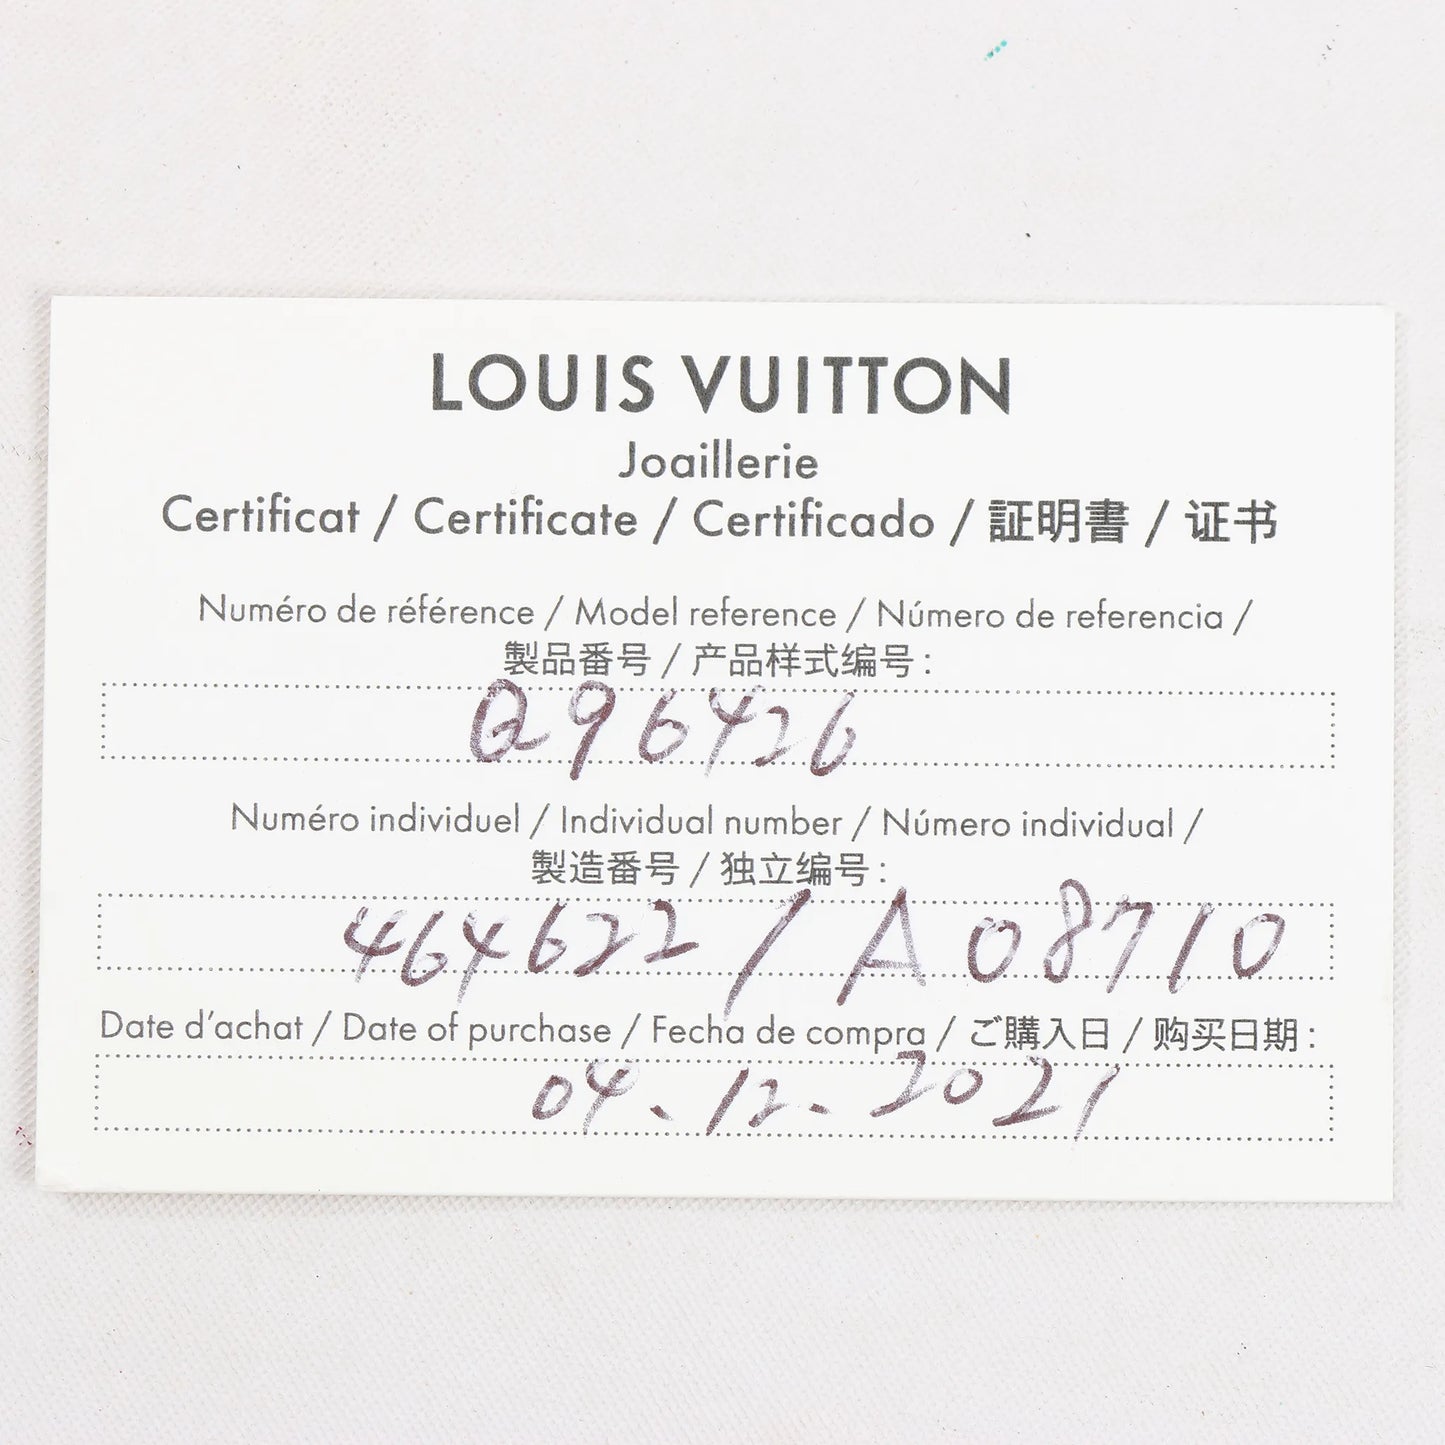 LOUIS VUITTON
Joaillerie
Certificat / Certificate / Certificado / 証明書 / 证书
Numéro de référence / Model reference / Número de referencia /
製品番号 / 产品样式编号 :
Q96426
Numéro individuel / Individual number / Número individual /
製造番号 / 独立编号 :
464622 / A08710
Date d'achat / Date of purchase / Fecha de compra / ご購入日 / 购买日期 :
04.12.2021